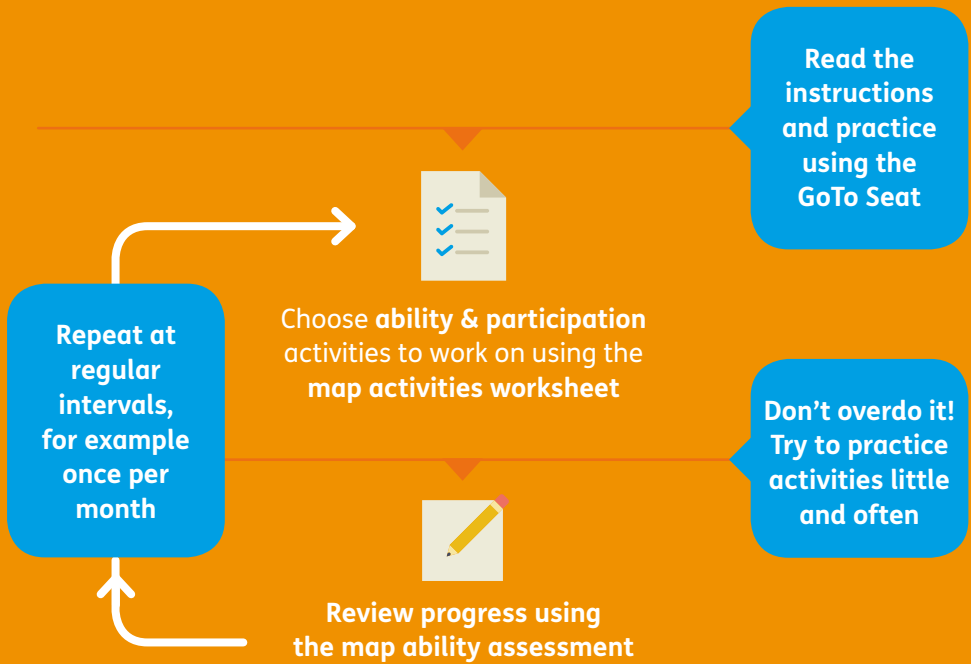 Read the
instructions
and practice
using the
GoTo Seat
Choose ability & participation
activities to work on using the
map activities worksheet
Repeat at
regular
intervals,
for example
once per
month
Don’t overdo it!
Try to practice
activities little
and often
Review progress using
the map ability assessment